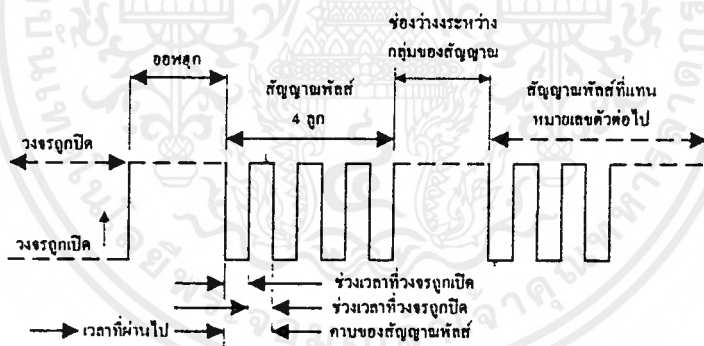 ช่องว่างงระหว่าง
กลุ่มของสัญญาณ
ออหลุก
สัญญาณพัลส์
4 ลูก
สัญญาณพัลส์ที่แทน
หมายเลขตัวต่อไป
วงจรถูกปิด
วงจรถูกเปิด
ช่วงเวลาที่วงจรถูกเปิด
ช่วงเวลาที่วงจรถูกปิด
เวลาที่ผ่านไป
คาบของสัญญาณพัลส์